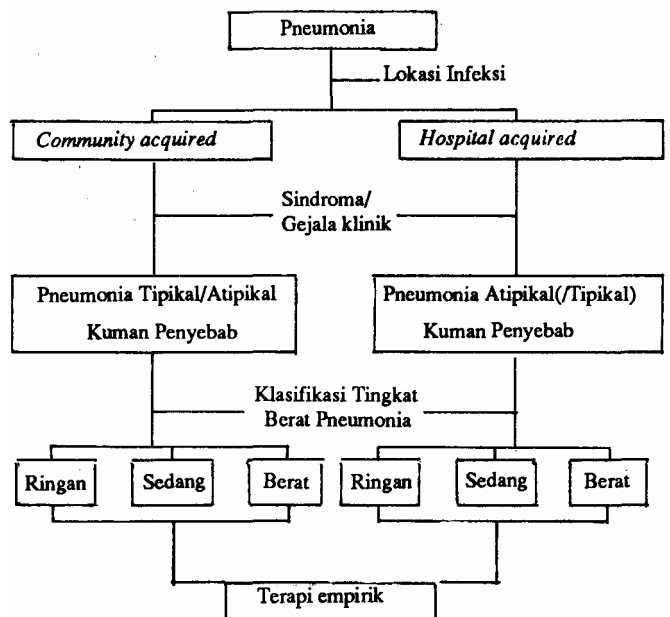 Pneumonia
Lokasi Infeksi
Community acquired
Hospital acquired
Sindroma/
Gejala klinik
Pneumonia Tipikal/Atipikal
Kuman Penyebab
Pneumonia Atipikal(/Tipikal)
Kuman Penyebab
Klasifikasi Tingkat
Berat Pneumonia
Ringan
Sedang
Berat
Ringan
Sedang
Berat
Terapi empirik